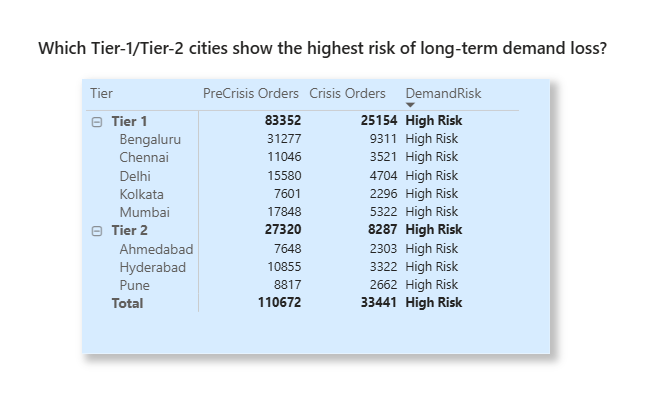 Which Tier-1/Tier-2 cities show the highest risk of long-term demand loss?
Tier PreCrisis Orders Crisis Orders DemandRisk
Tier 1 83352 25154 High Risk
Bengaluru 31277 9311 High Risk
Chennai 11046 3521 High Risk
Delhi 15580 4704 High Risk
Kolkata 7601 2296 High Risk
Mumbai 17848 5322 High Risk
Tier 2 27320 8287 High Risk
Ahmedabad 7648 2303 High Risk
Hyderabad 10855 3322 High Risk
Pune 8817 2662 High Risk
Total 110672 33441 High Risk